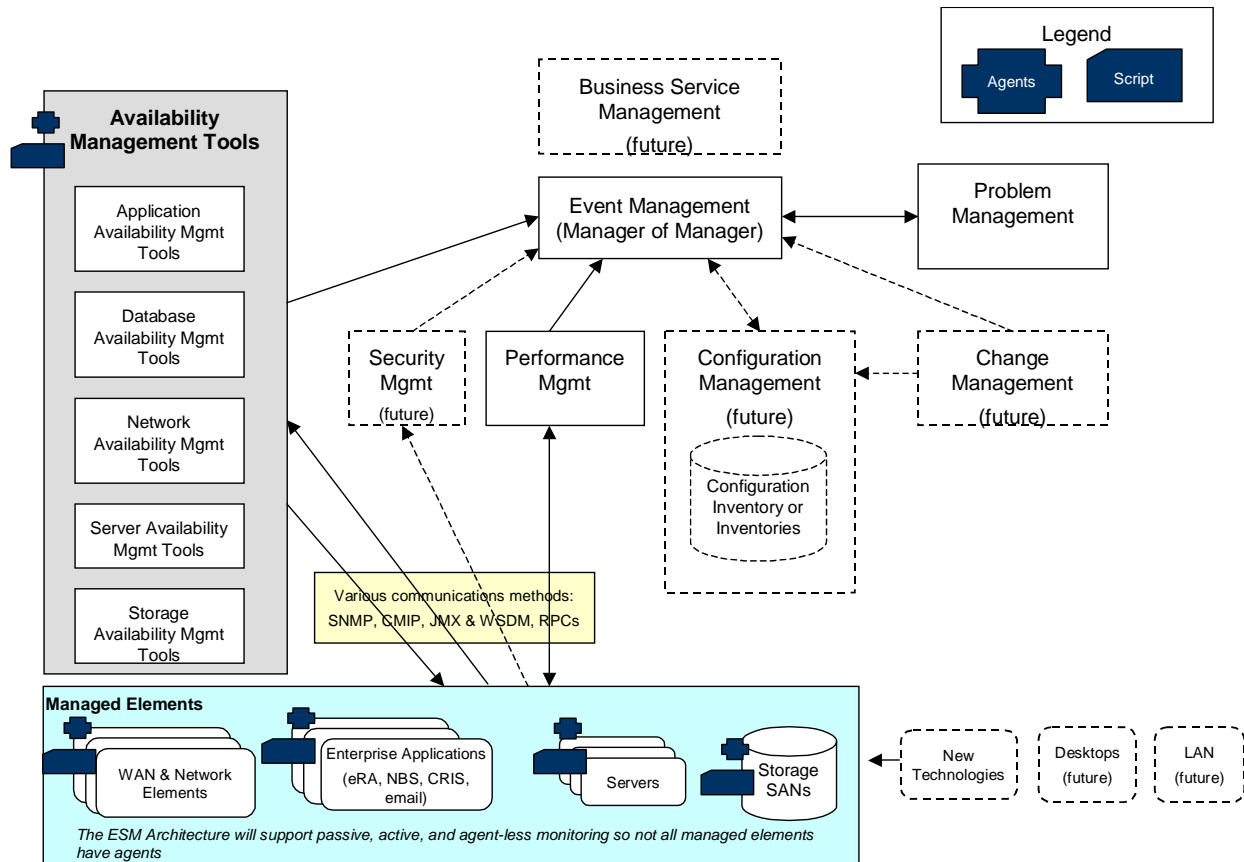 Legend
Agents
Script
Business Service
Management
(future)
Availability
Management Tools
Application
Availability Mgmt
Tools
Database
Availability Mgmt
Tools
Network
Availability Mgmt
Tools
Server Availability
Mgmt Tools
Storage
Availability Mgmt
Tools
Event Management
(Manager of Manager)
Problem
Management
Security
Mgmt
(future)
Performance
Mgmt
Configuration
Management
(future)
Configuration
Inventory or
Inventories
Change
Management
(future)
Various communications methods:
SNMP, CMIP, JMX & WSDM, RPCs
Managed Elements
WAN & Network
Elements
Enterprise Applications
(eRA, NBS, CRIS,
email)
Servers
Storage
SANs
New
Technologies
Desktops
(future)
LAN
(future)
The ESM Architecture will support passive, active, and agent-less monitoring so not all managed elements
have agents